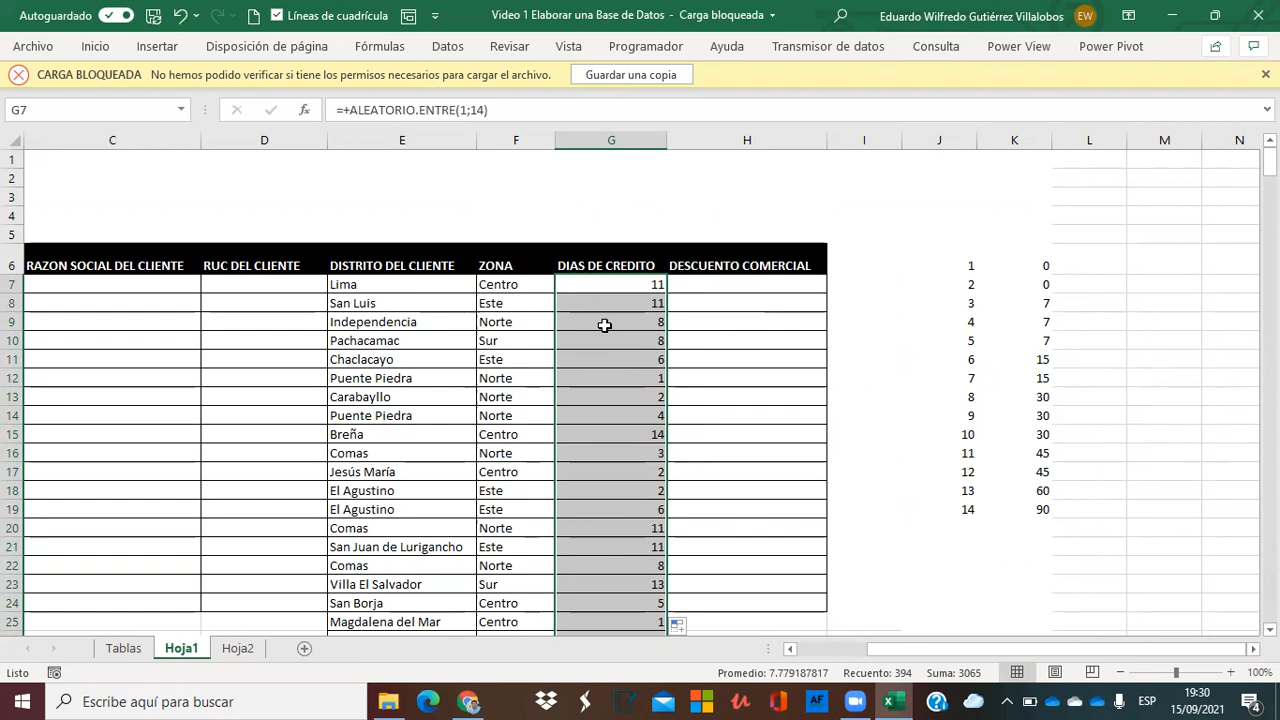 Autoguardado Líneas de cuadrícula Video 1 Elaborar una Base de Datos - Carga bloqueada Eduardo Wilfredo Gutiérrez Villalobos EW
Archivo Inicio Insertar Disposición de página Fórmulas Datos Revisar Vista Programador Ayuda Transmisor de datos Consulta Power View Power Pivot
CARGA BLOQUEADA No hemos podido verificar si tiene los permisos necesarios para cargar el archivo. Guardar una copia
G7 fx =+ALEATORIO.ENTRE(1;14)
C D E F G H I J K L M N
1
2
3
4
5
6 RAZON SOCIAL DEL CLIENTE RUC DEL CLIENTE DISTRITO DEL CLIENTE ZONA DIAS DE CREDITO DESCUENTO COMERCIAL 1 0
7 Lima Centro 11 2 0
8 San Luis Este 11 3 7
9 Independencia Norte 8 4 7
10 Pachacamac Sur 8 5 7
11 Chaclacayo Este 6 6 15
12 Puente Piedra Norte 1 7 15
13 Carabayllo Norte 2 8 30
14 Puente Piedra Norte 4 9 30
15 Breña Centro 14 10 30
16 Comas Norte 3 11 45
17 Jesús María Centro 2 12 45
18 El Agustino Este 2 13 60
19 El Agustino Este 6 14 90
20 Comas Norte 11
21 San Juan de Lurigancho Este 11
22 Comas Norte 8
23 Villa El Salvador Sur 13
24 San Borja Centro 5
25 Magdalena del Mar Centro 1
Tablas Hoja1 Hoja2
Listo Promedio: 7.779187817 Recuento: 394 Suma: 3065 100%
Escribe aquí para buscar AF ESP 19:30
15/09/2021 4